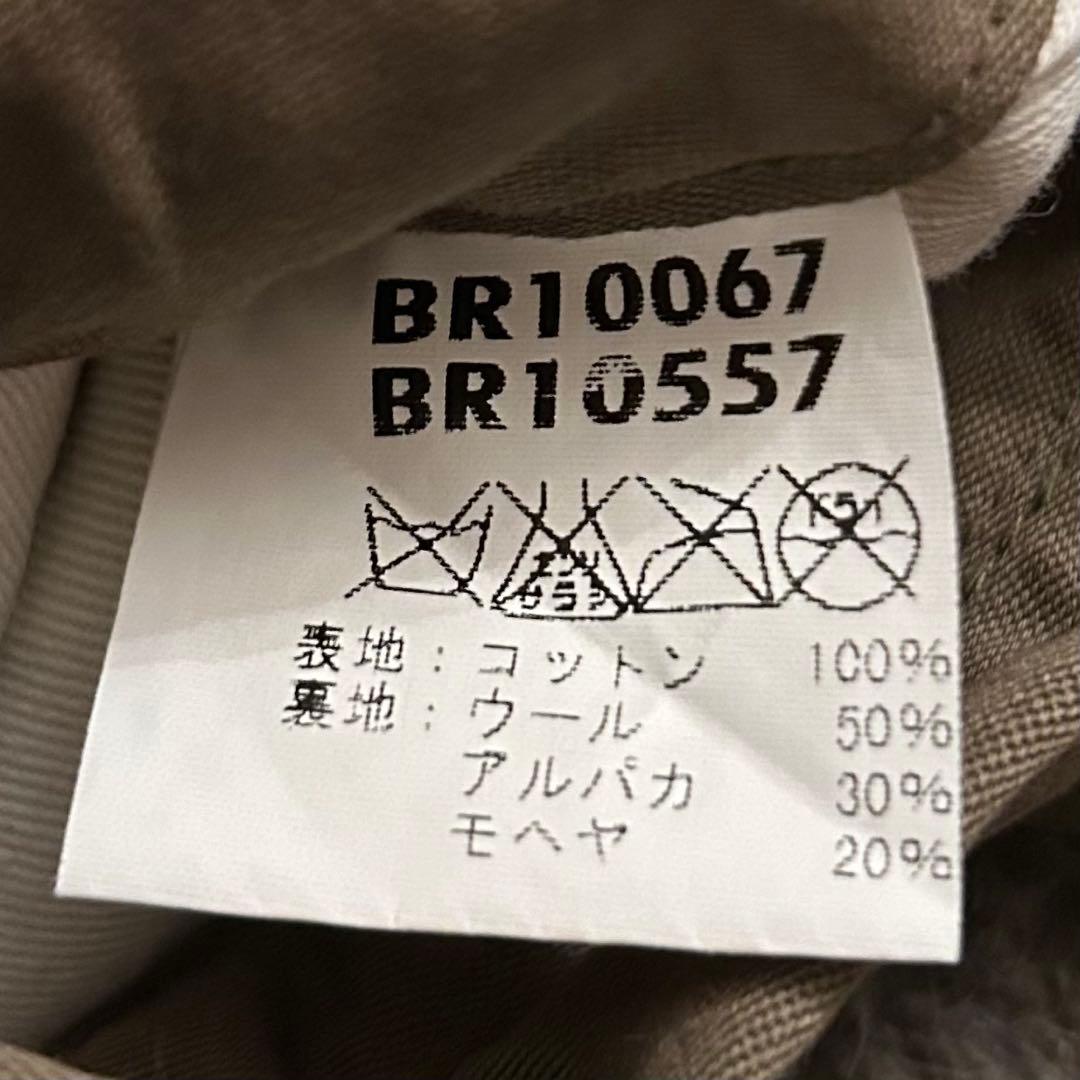 BR10067
BR10557
表地:コットン 100%
裏地:ウール 50%
アルパカ 30%
モヘヤ 20%